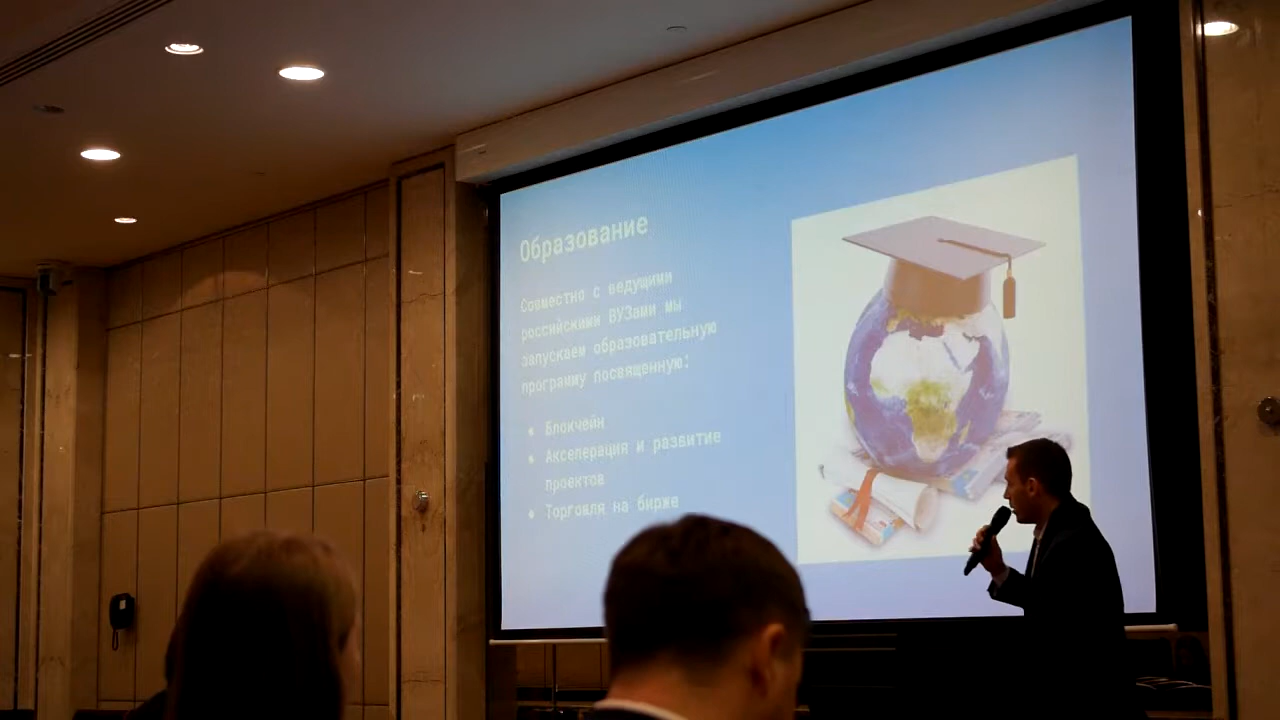 Образование
Совместно с ведущими
российскими ВУЗами мы
запускаем образовательную
программу посвященную:
Блокчейн
Акселерация и развитие
проектов
Торговля на бирже